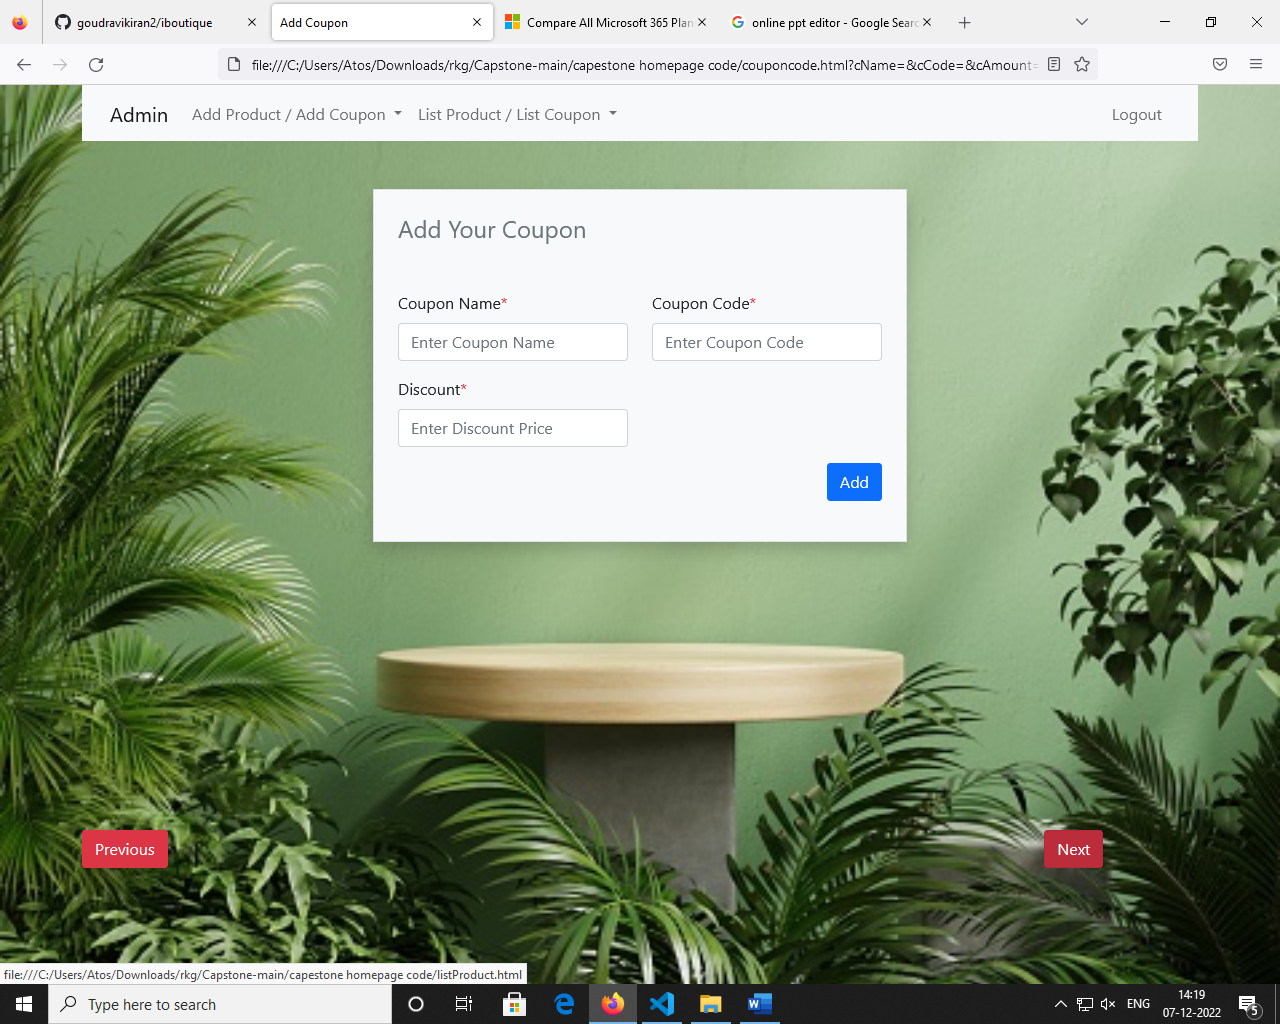 goudravikiran2/iboutique
Add Coupon
Compare All Microsoft 365 Plan
online ppt editor - Google Searc
file:///C:/Users/Atos/Downloads/rkg/Capstone-main/capestone homepage code/couponcode.html?cName=&cCode=&cAmount=
Admin
Add Product / Add Coupon
List Product / List Coupon
Logout
Add Your Coupon
Coupon Name*
Coupon Code*
Enter Coupon Name
Enter Coupon Code
Discount*
Enter Discount Price
Add
Previous
Next
file:///C:/Users/Atos/Downloads/rkg/Capstone-main/capestone homepage code/listProduct.html
Type here to search
ENG
14:19
07-12-2022
5